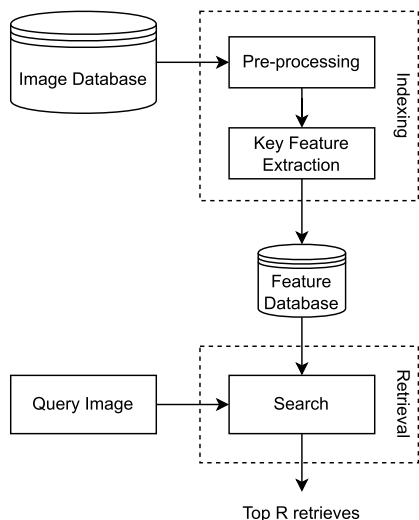 Image Database
Pre-processing
Indexing
Key Feature
Extraction
Feature
Database
Query Image
Search
Retrieval
Top R retrieves